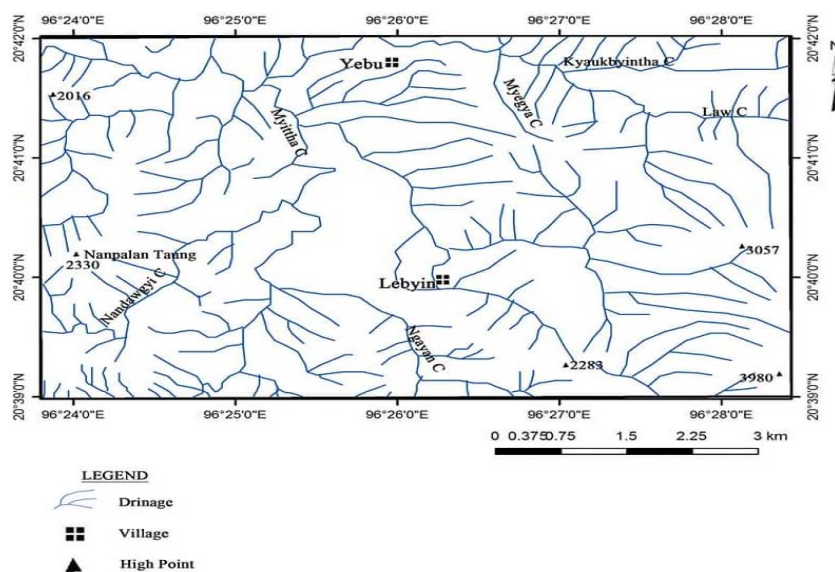 96°24'0"E 96°25'0"E 96°26'0"E 96°27'0"E 96°28'0"E
20°42'0"N 20°42'0"N
N
Yebu
Kyaukbyintha C
2016
Myittha C
Myegya C
Law C
20°41'0"N 20°41'0"N
3057
Nanpalan Taung
2330
20°40'0"N 20°40'0"N
Lebyin
Nandawgyi C
Ngayan C
2283
3980
20°39'0"N 20°39'0"N
96°24'0"E 96°25'0"E 96°26'0"E 96°27'0"E 96°28'0"E
0 0.375 0.75 1.5 2.25 3 km
LEGEND
Drinage
Village
High Point